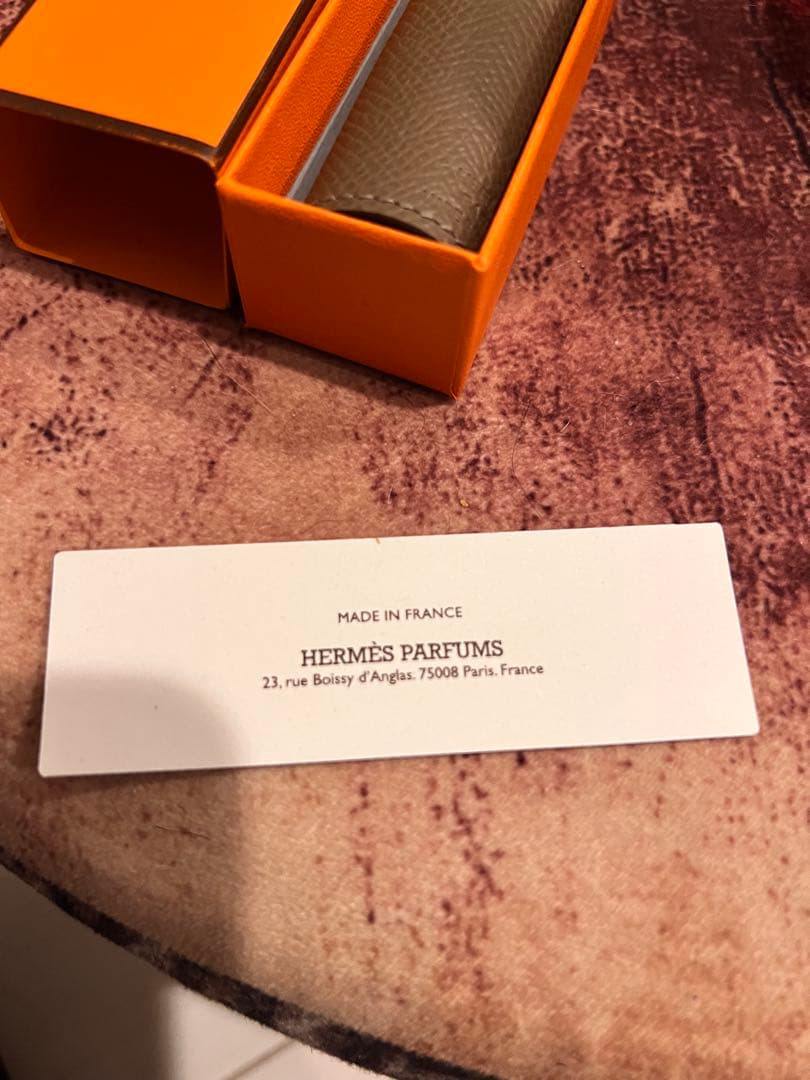 MADE IN FRANCE
HERMÈS PARFUMS
23, rue Boissy d'Anglas. 75008 Paris. France